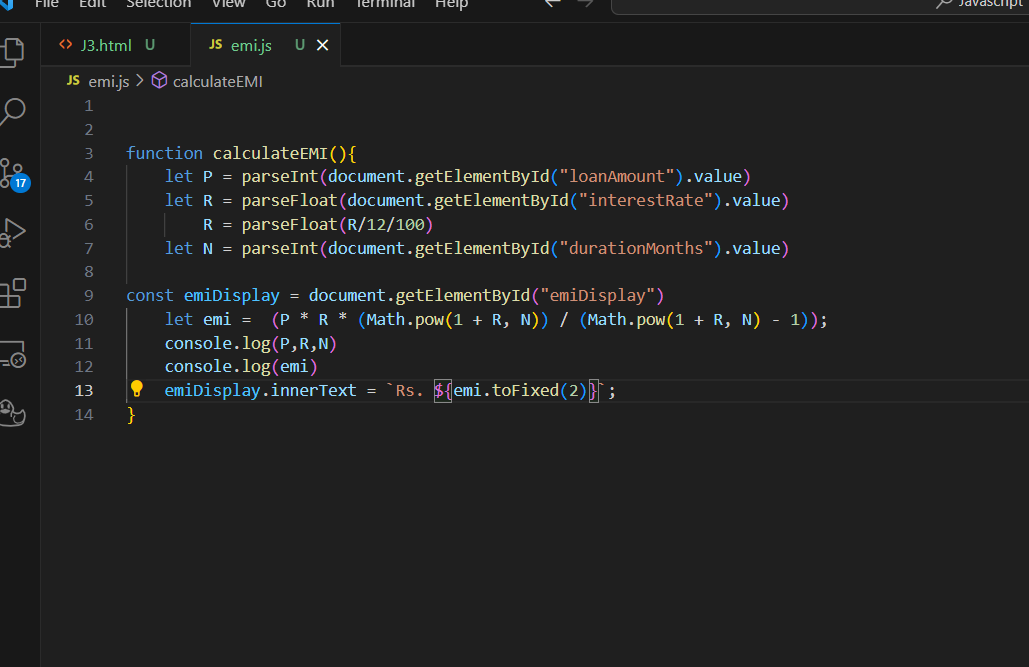 File Edit Selection View Go Run Terminal Help Javascript
J3.html U JS emi.js U
JS emi.js > calculateEMI
1
2
3 function calculateEMI(){
4 let P = parseInt(document.getElementById("loanAmount").value)
5 let R = parseFloat(document.getElementById("interestRate").value)
6 R = parseFloat(R/12/100)
7 let N = parseInt(document.getElementById("durationMonths").value)
8
9 const emiDisplay = document.getElementById("emiDisplay")
10 let emi =  (P * R * (Math.pow(1 + R, N)) / (Math.pow(1 + R, N) - 1));
11 console.log(P,R,N)
12 console.log(emi)
13 emiDisplay.innerText = `Rs. ${emi.toFixed(2)}`;
14 }
17